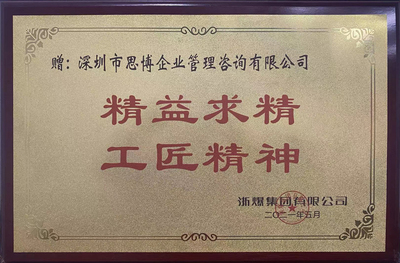 赠：深圳市思博企业管理咨询有限公司
精益求精
工匠精神
浙爆集团有限公司
二〇二一年五月